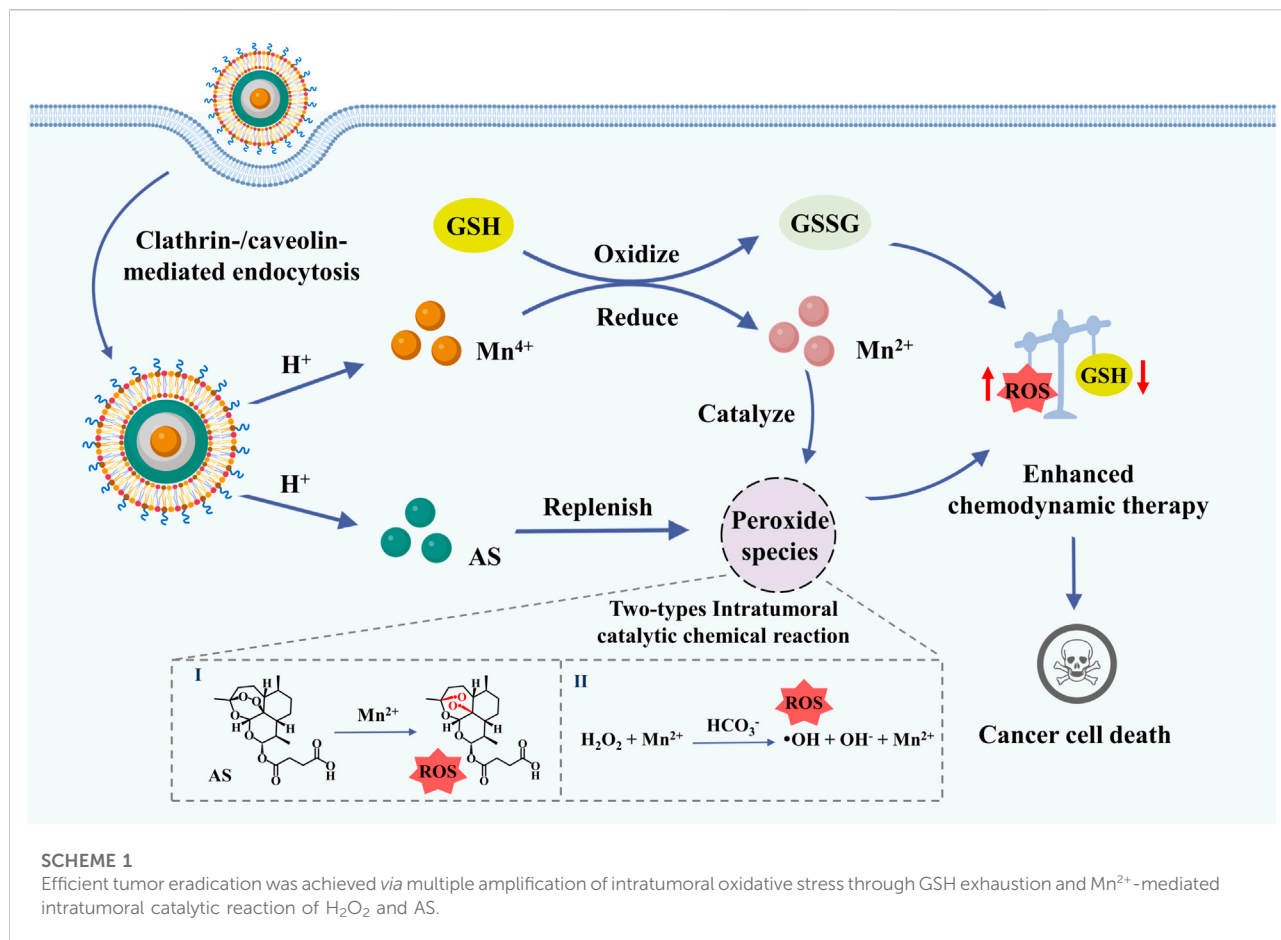 Clathrin-/caveolin-
mediated endocytosis
GSH
Oxidize
GSSG
Reduce
H⁺
Mn⁴⁺
Mn²⁺
ROS
GSH
Catalyze
H⁺
AS
Replenish
Peroxide
species
Enhanced
chemodynamic therapy
Two-types Intratumoral
catalytic chemical reaction
I
H
O
O
O
H
H
O
O
O
O
O
H
AS
Mn²⁺
H
•O
O•
O
H
H
O
O
O
O
O
H
ROS
II
ROS
H₂O₂ + Mn²⁺
HCO₃⁻
•OH + OH⁻ + Mn²⁺
Cancer cell death
SCHEME 1
Efficient tumor eradication was achieved via multiple amplification of intratumoral oxidative stress through GSH exhaustion and Mn²⁺-mediated
intratumoral catalytic reaction of H₂O₂ and AS.